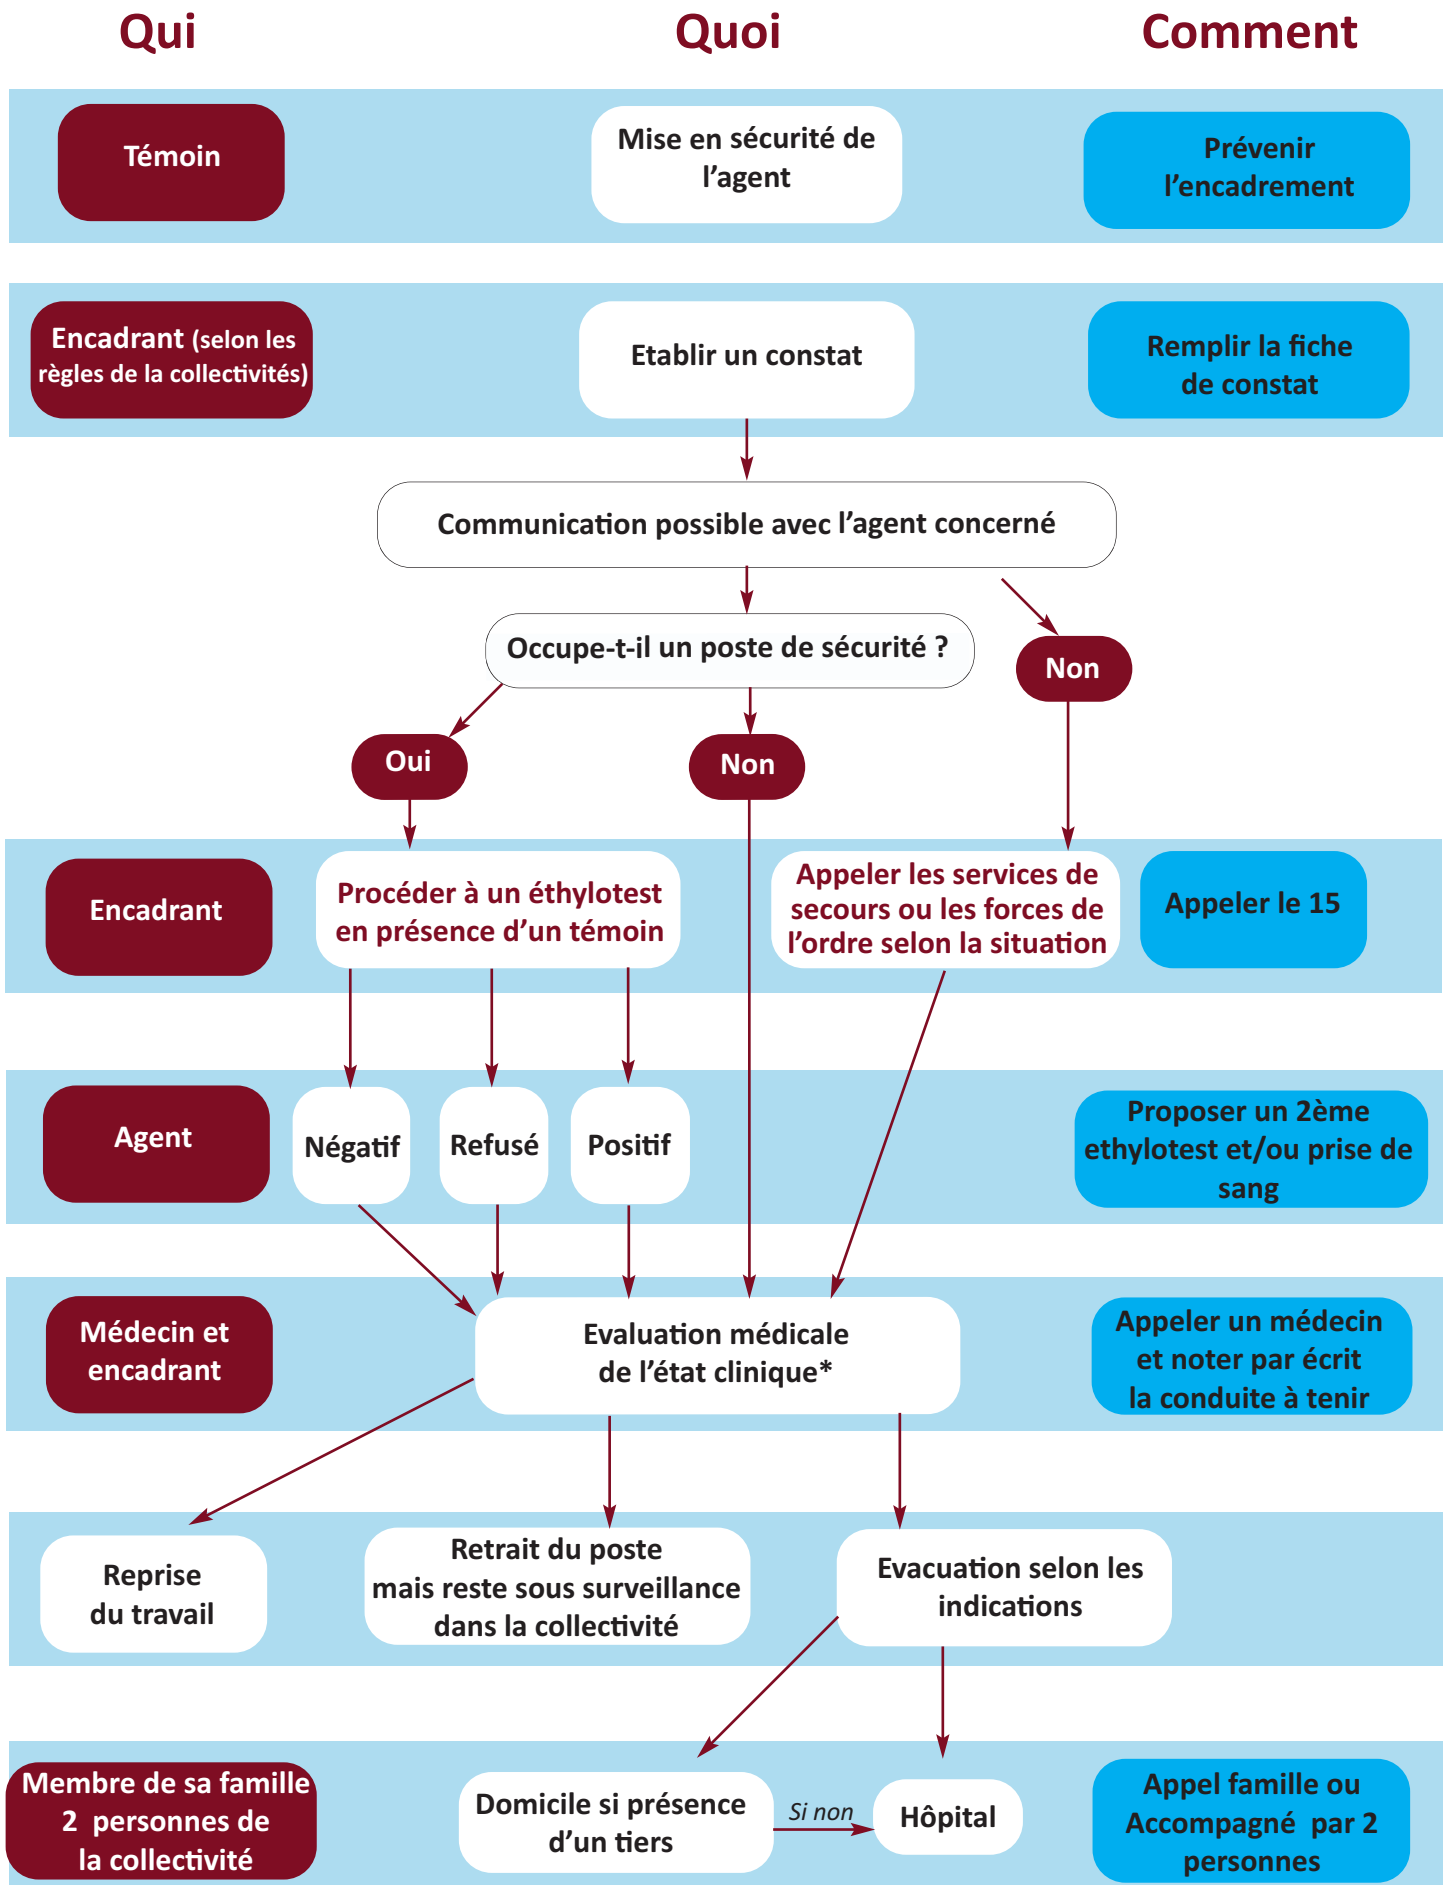 Qui
Quoi
Comment
Témoin
Mise en sécurité de
l’agent
Prévenir
l’encadrement
Encadrant (selon les
règles de la collectivités)
Etablir un constat
Remplir la fiche
de constat
Communication possible avec l’agent concerné
Occupe-t-il un poste de sécurité ?
Non
Oui
Non
Encadrant
Procéder à un éthylotest
en présence d’un témoin
Appeler les services de
secours ou les forces de
l’ordre selon la situation
Appeler le 15
Agent
Négatif
Refusé
Positif
Proposer un 2ème
ethylotest et/ou prise de
sang
Médecin et
encadrant
Evaluation médicale
de l’état clinique*
Appeler un médecin
et noter par écrit
la conduite à tenir
Reprise
du travail
Retrait du poste
mais reste sous surveillance
dans la collectivité
Evacuation selon les
indications
Membre de sa famille
2 personnes de
la collectivité
Domicile si présence
d’un tiers
Si non
Hôpital
Appel famille ou
Accompagné par 2
personnes